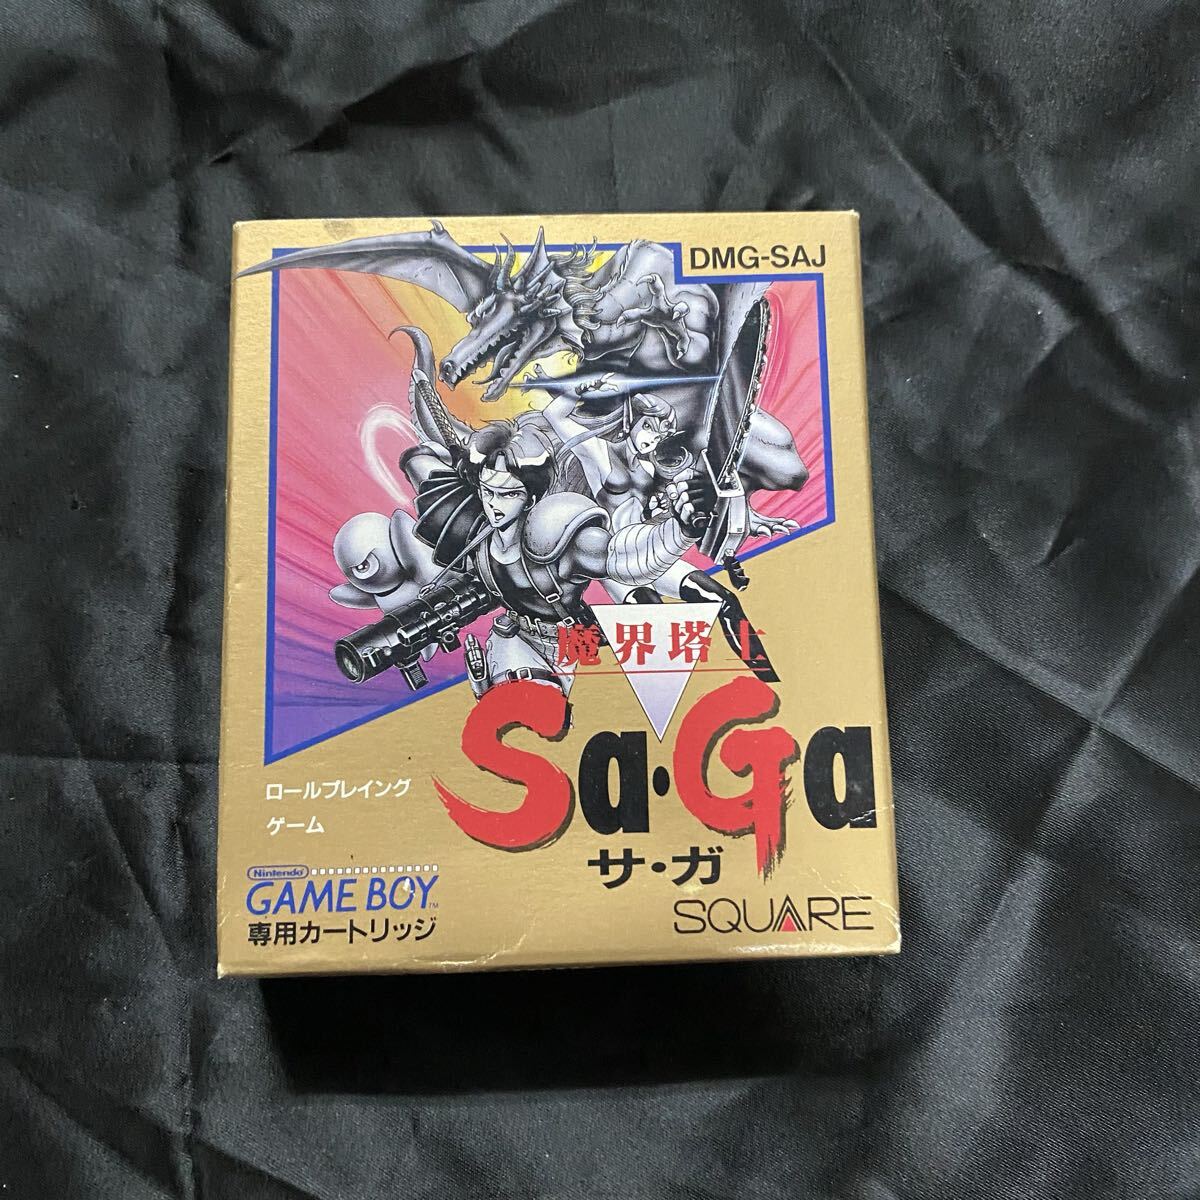 DMG-SAJ
魔界塔士
Sa・Ga
サ・ガ
ロールプレイング
ゲーム
Nintendo
GAME BOY
TM
専用カートリッジ
SQUARE